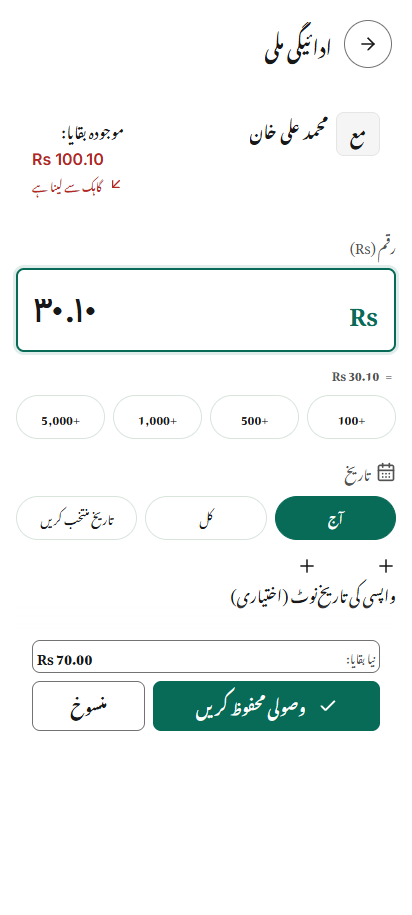 ادائیگی ملی
مع
محمد علی خان
موجودہ بقایا:
Rs 100.10
گاہک سے لینا ہے
رقم (Rs)
Rs
۳۰.۱۰
= Rs 30.10
100+
500+
1,000+
5,000+
تاریخ
آج
کل
تاریخ منتخب کریں
واپسی کی تاریخ
نوٹ (اختیاری)
نیا بقایا:
Rs 70.00
وصولی محفوظ کریں
منسوخ